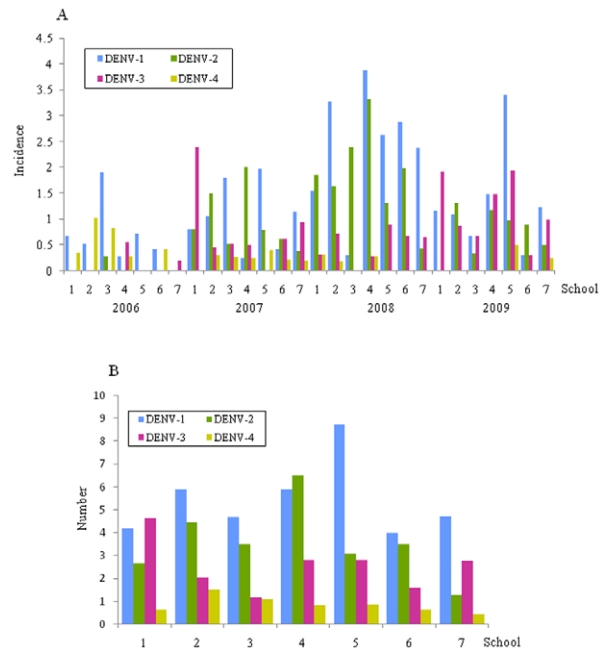 A
4.5
4
3.5
3
2.5
2
1.5
1
0.5
0
Incidence
DENV-1 DENV-2
DENV-3 DENV-4
1 2 3 4 5 6 7 1 2 3 4 5 6 7 1 2 3 4 5 6 7 1 2 3 4 5 6 7 School
2006 2007 2008 2009
B
10
9
8
7
6
5
4
3
2
1
0
Number
DENV-1 DENV-2
DENV-3 DENV-4
1 2 3 4 5 6 7 School